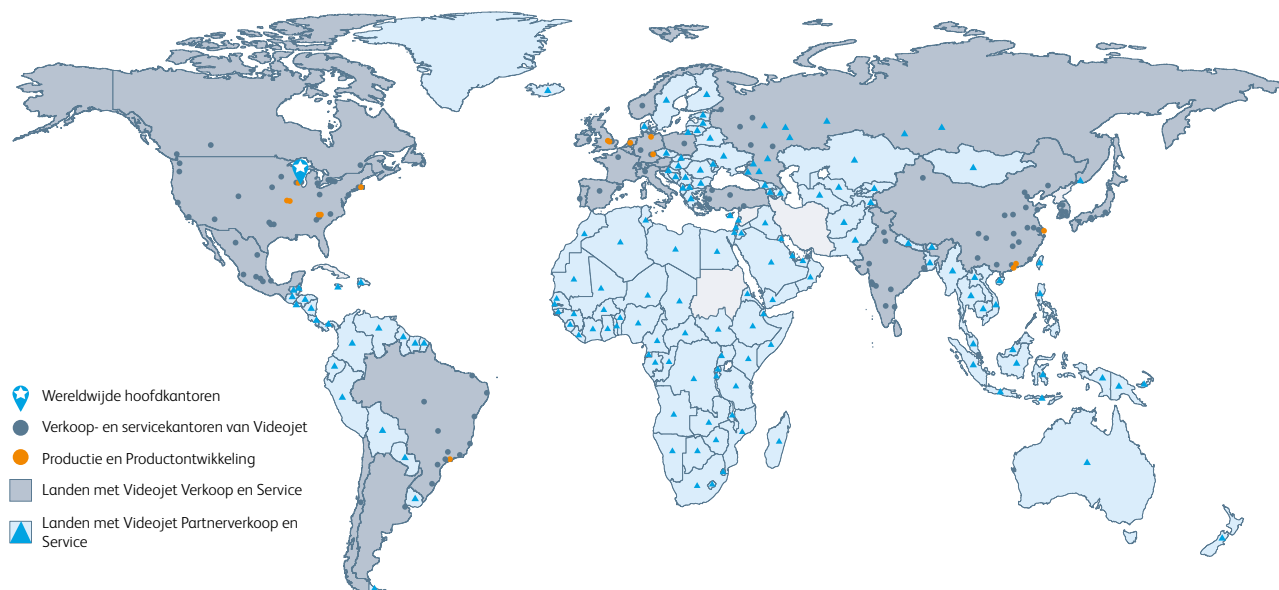 Wereldwijde hoofdkantoren
Verkoop- en servicekantoren van Videojet
Productie en Productontwikkeling
Landen met Videojet Verkoop en Service
Landen met Videojet Partnerverkoop en
Service